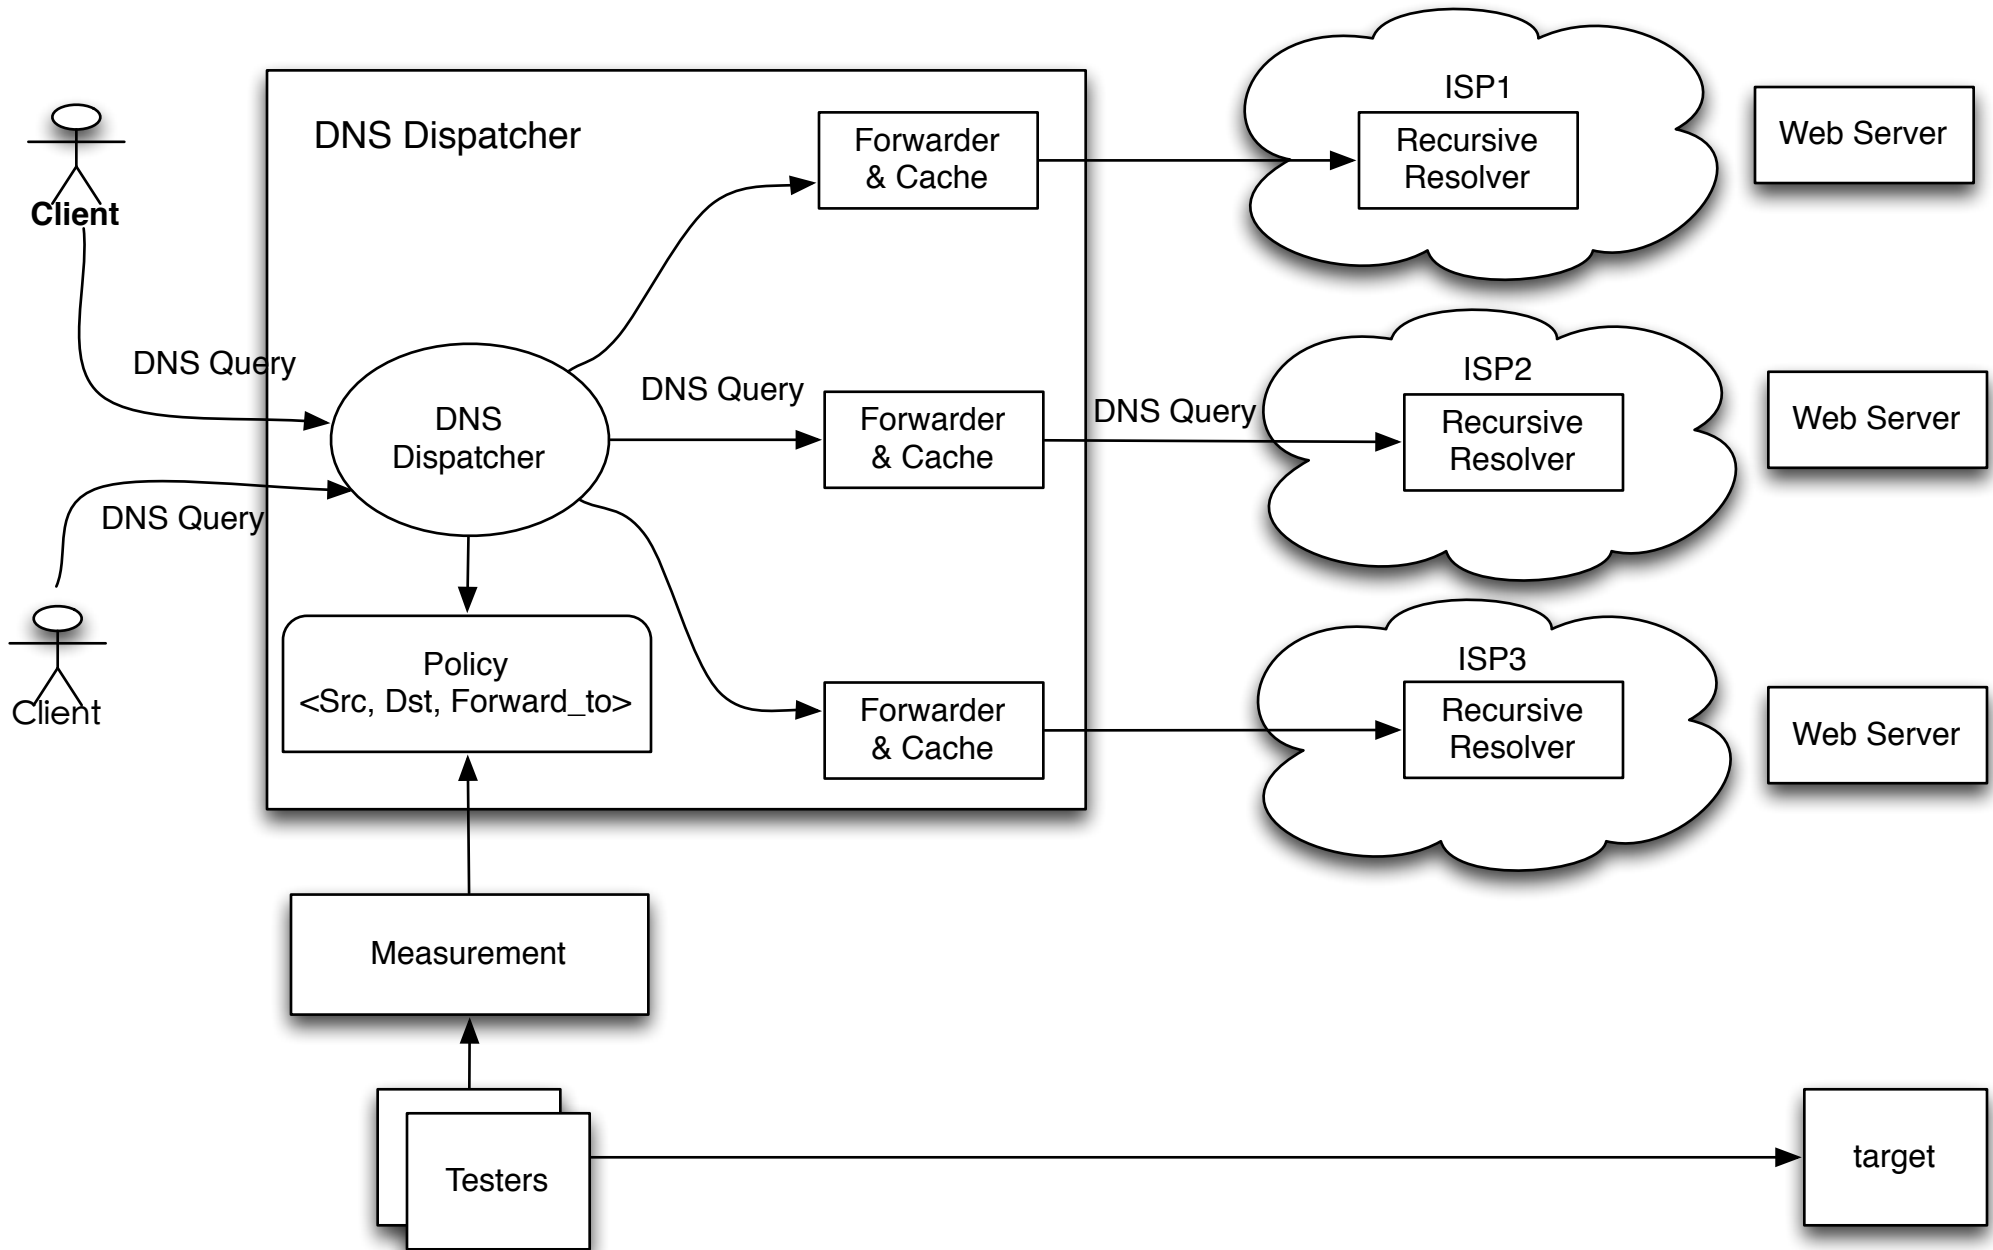 ISP1
DNS Dispatcher
Forwarder
& Cache
Recursive
Resolver
Web Server
Client
DNS Query
DNS
Dispatcher
DNS Query
Forwarder
& Cache
DNS Query
ISP2
Recursive
Resolver
Web Server
DNS Query
Client
Policy
<Src, Dst, Forward_to>
Forwarder
& Cache
ISP3
Recursive
Resolver
Web Server
Measurement
Testers
target